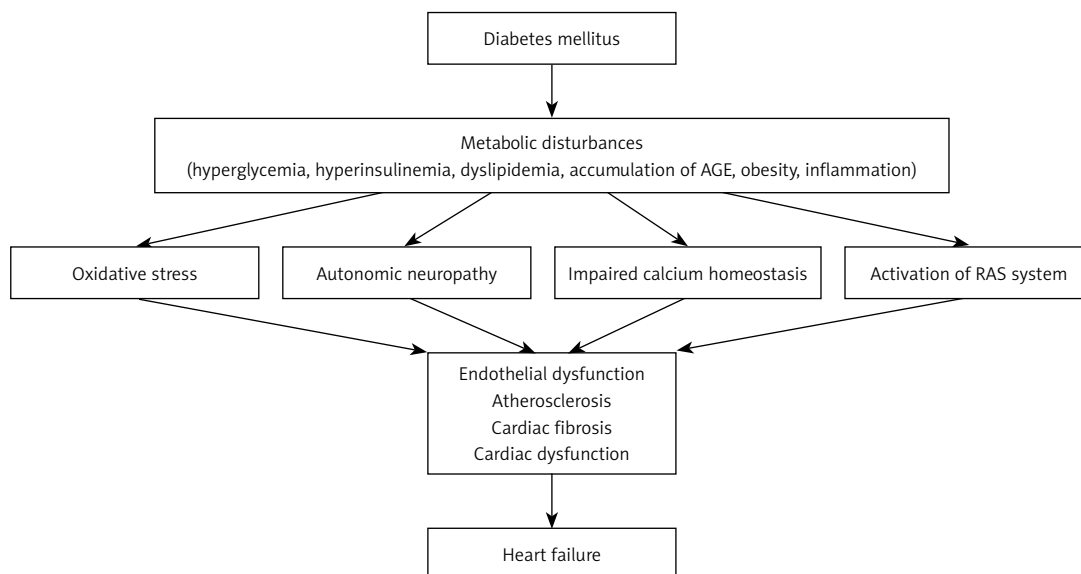 Diabetes mellitus
Metabolic disturbances
(hyperglycemia, hyperinsulinemia, dyslipidemia, accumulation of AGE, obesity, inflammation)
Oxidative stress
Autonomic neuropathy
Impaired calcium homeostasis
Activation of RAS system
Endothelial dysfunction
Atherosclerosis
Cardiac fibrosis
Cardiac dysfunction
Heart failure